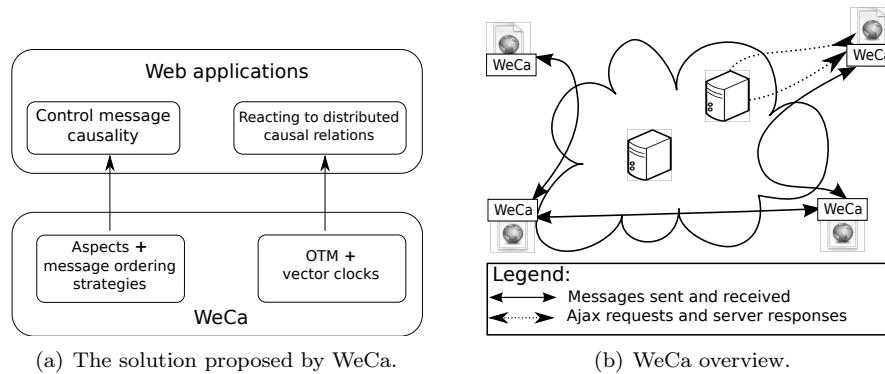 Web applications
Control message
causality
Reacting to distributed
causal relations
Aspects +
message ordering
strategies
OTM +
vector clocks
WeCa
(a) The solution proposed by WeCa.
WeCa
WeCa
WeCa
WeCa
Legend:
Messages sent and received
Ajax requests and server responses
(b) WeCa overview.